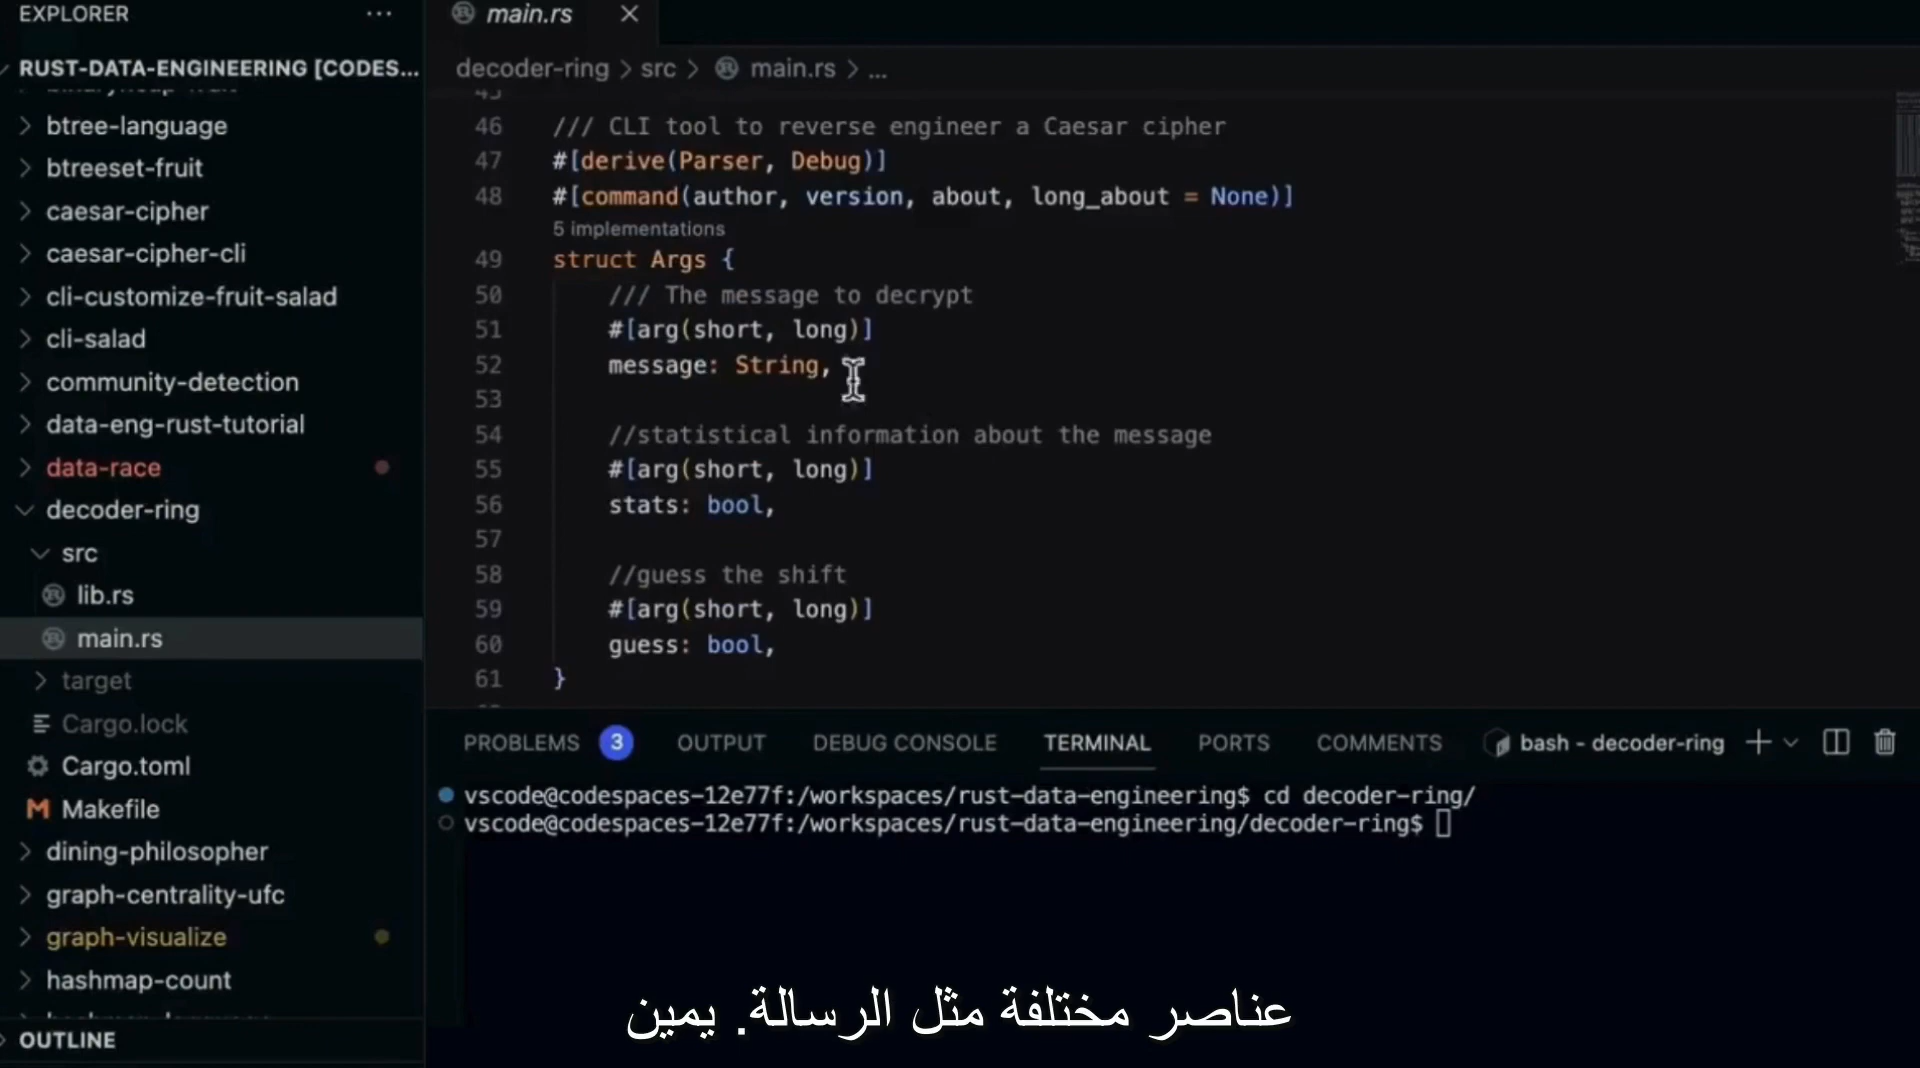 EXPLORER
RUST-DATA-ENGINEERING [CODES...
btree-language
btreeset-fruit
caesar-cipher
caesar-cipher-cli
cli-customize-fruit-salad
cli-salad
community-detection
data-eng-rust-tutorial
data-race
decoder-ring
src
lib.rs
main.rs
target
Cargo.lock
Cargo.toml
Makefile
dining-philosopher
graph-centrality-ufc
graph-visualize
hashmap-count
OUTLINE
main.rs
decoder-ring > src > main.rs > ...
45
46 /// CLI tool to reverse engineer a Caesar cipher
47 #[derive(Parser, Debug)]
48 #[command(author, version, about, long_about = None)]
5 implementations
49 struct Args {
50 /// The message to decrypt
51 #[arg(short, long)]
52 message: String,
53
54 //statistical information about the message
55 #[arg(short, long)]
56 stats: bool,
57
58 //guess the shift
59 #[arg(short, long)]
60 guess: bool,
61 }
PROBLEMS 3 OUTPUT DEBUG CONSOLE TERMINAL PORTS COMMENTS bash - decoder-ring
vscode@codespaces-12e77f:/workspaces/rust-data-engineering$ cd decoder-ring/
vscode@codespaces-12e77f:/workspaces/rust-data-engineering/decoder-ring$
عناصر مختلفة مثل الرسالة. يمين